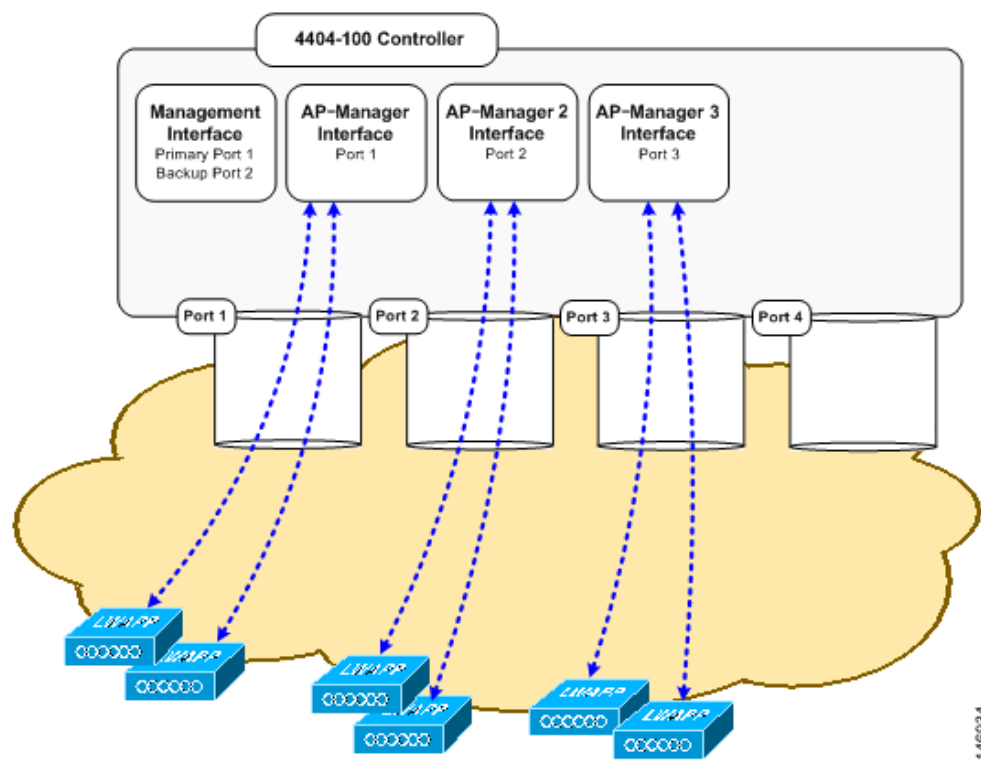 4404-100 Controller
Management
Interface
Primary Port 1
Backup Port 2
AP-Manager
Interface
Port 1
AP-Manager 2
Interface
Port 2
AP-Manager 3
Interface
Port 3
Port 1
Port 2
Port 3
Port 4
LWAPP
LWAPP
LWAPP
LWAPP
LWAPP
LWAPP